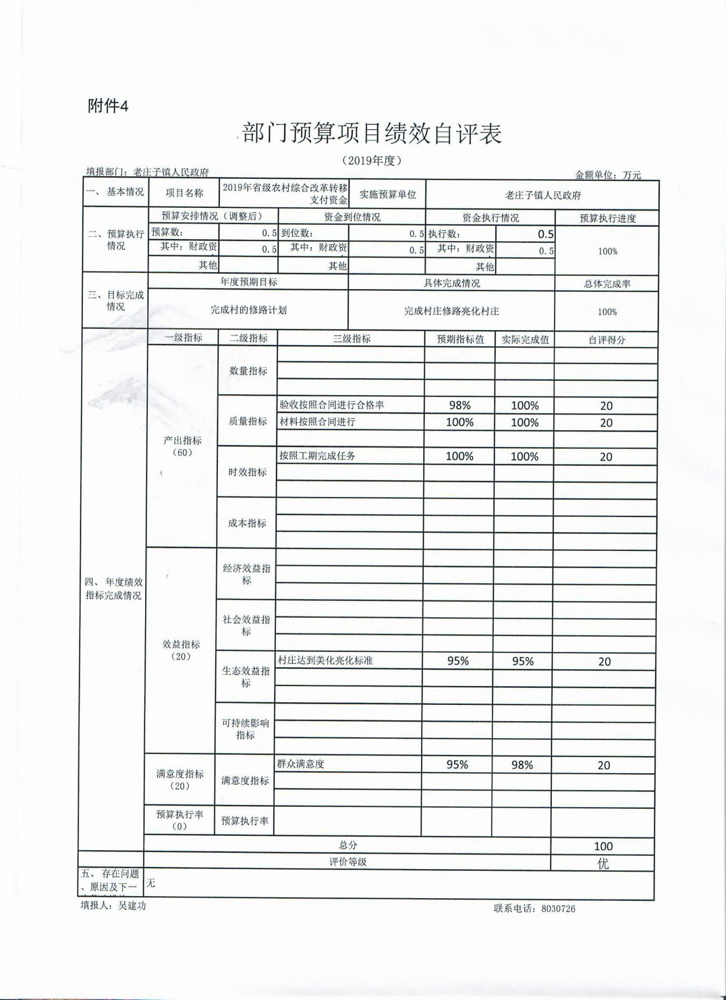 附件4
部门预算项目绩效自评表
（2019年度）
填报部门：老庄子镇人民政府 金额单位：万元
一、基本情况 项目名称 2019年省级农村综合改革转移支付资金 实施预算单位 老庄子镇人民政府
二、预算执行情况 预算安排情况（调整后） 资金到位情况 资金执行情况 预算执行进度
预算数： 0.5 到位数： 0.5 执行数： 0.5 100%
其中：财政资 0.5 其中：财政资 0.5 其中：财政资 0.5
其他 其他 其他
三、目标完成情况 年度预期目标 具体完成情况 总体完成率
完成村的修路计划 完成村庄修路亮化村庄 100%
四、年度绩效指标完成情况 一级指标 二级指标 三级指标 预期指标值 实际完成值 自评得分
产出指标（60） 数量指标
质量指标 验收按照合同进行合格率 98% 100% 20
材料按照合同进行 100% 100% 20
时效指标 按照工期完成任务 100% 100% 20
成本指标
效益指标（20） 经济效益指标
社会效益指标
生态效益指标 村庄达到美化亮化标准 95% 95% 20
可持续影响指标
满意度指标（20） 满意度指标 群众满意度 95% 98% 20
预算执行率（0） 预算执行率
总分 100
评价等级 优
五、存在问题、原因及下一 无
填报人：吴建功 联系电话：8030726